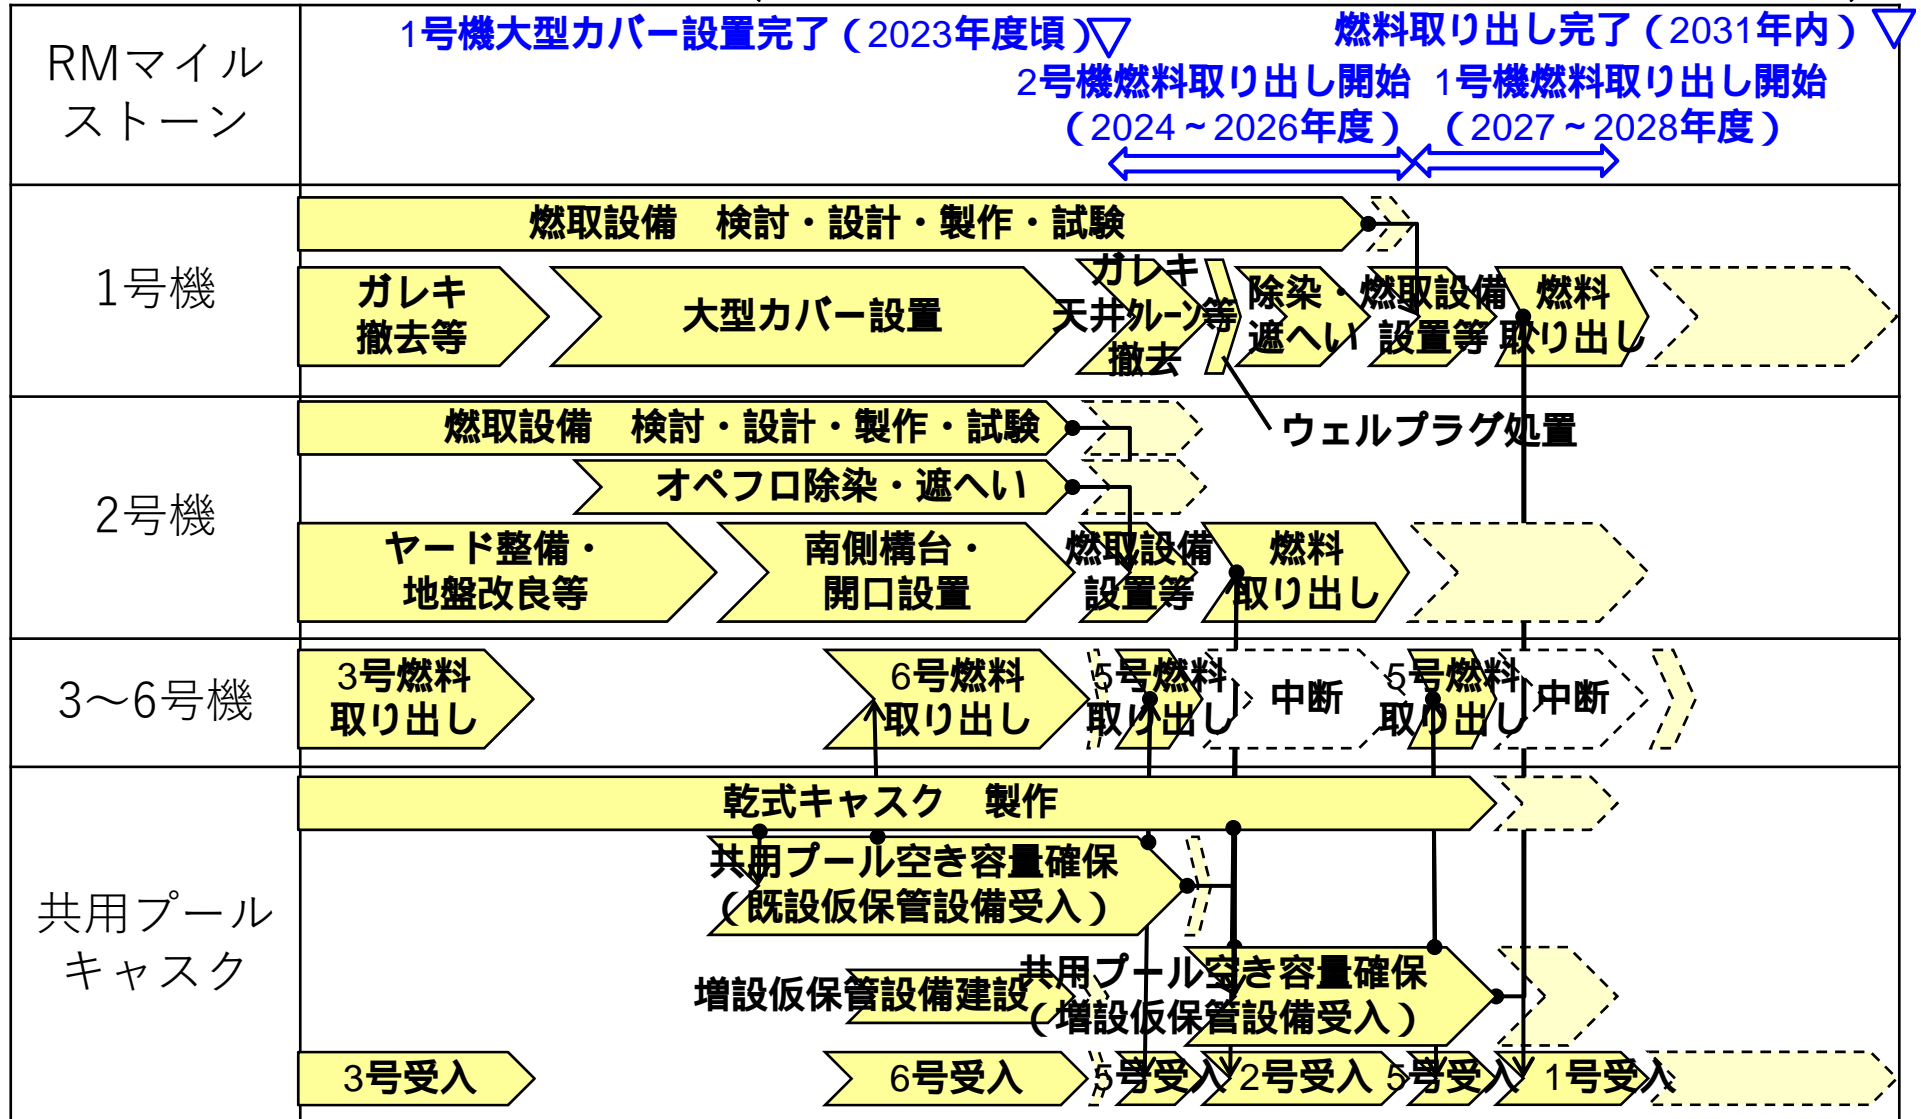 RMマイル
ストーン
1号機大型カバー設置完了（2023年度頃）
燃料取り出し完了（2031年内）
2号機燃料取り出し開始
（2024～2026年度）
1号機燃料取り出し開始
（2027～2028年度）
1号機
燃取設備　検討・設計・製作・試験
ガレキ
撤去等
大型カバー設置
ガレキ
天井クレーン等
撤去
除染・
遮へい
燃取設備
設置等
燃料
取り出し
ウェルプラグ処置
2号機
燃取設備　検討・設計・製作・試験
オペフロ除染・遮へい
ヤード整備・
地盤改良等
南側構台・
開口設置
燃取設備
設置等
燃料
取り出し
3～6号機
3号燃料
取り出し
6号燃料
取り出し
5号燃料
取り出し
中断
5号燃料
取り出し
中断
共用プール
キャスク
乾式キャスク　製作
共用プール空き容量確保
（既設仮保管設備受入）
増設仮保管設備建設
共用プール空き容量確保
（増設仮保管設備受入）
3号受入
6号受入
5号受入
2号受入
5号受入
1号受入